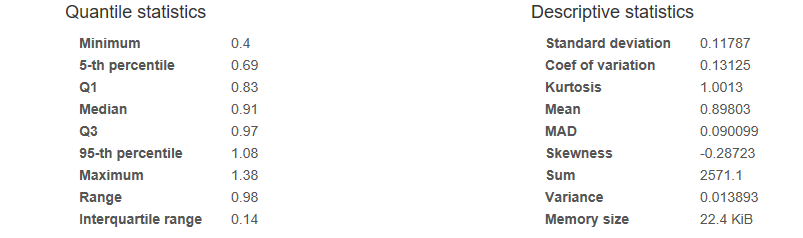 Quantile statistics
Minimum 0.4
5-th percentile 0.69
Q1 0.83
Median 0.91
Q3 0.97
95-th percentile 1.08
Maximum 1.38
Range 0.98
Interquartile range 0.14
Descriptive statistics
Standard deviation 0.11787
Coef of variation 0.13125
Kurtosis 1.0013
Mean 0.89803
MAD 0.090099
Skewness -0.28723
Sum 2571.1
Variance 0.013893
Memory size 22.4 KiB